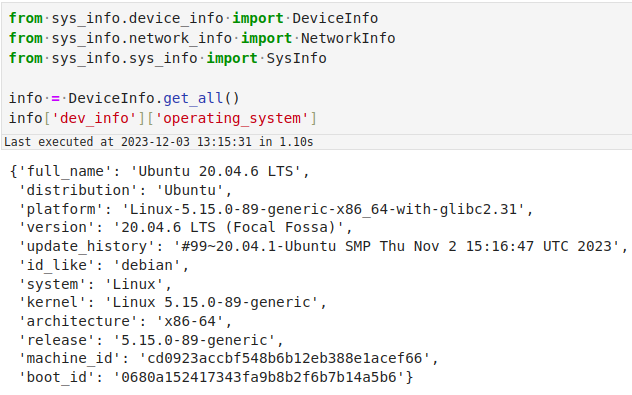 from sys_info.device_info import DeviceInfo
from sys_info.network_info import NetworkInfo
from sys_info.sys_info import SysInfo
info = DeviceInfo.get_all()
info['dev_info']['operating_system']
Last executed at 2023-12-03 13:15:31 in 1.10s
{'full_name': 'Ubuntu 20.04.6 LTS',
'distribution': 'Ubuntu',
'platform': 'Linux-5.15.0-89-generic-x86_64-with-glibc2.31',
'version': '20.04.6 LTS (Focal Fossa)',
'update_history': '#99~20.04.1-Ubuntu SMP Thu Nov 2 15:16:47 UTC 2023',
'id_like': 'debian',
'system': 'Linux',
'kernel': 'Linux 5.15.0-89-generic',
'architecture': 'x86-64',
'release': '5.15.0-89-generic',
'machine_id': 'cd0923accbf548b6b12eb388e1acef66',
'boot_id': '0680a152417343fa9b8b2f6b7b14a5b6'}